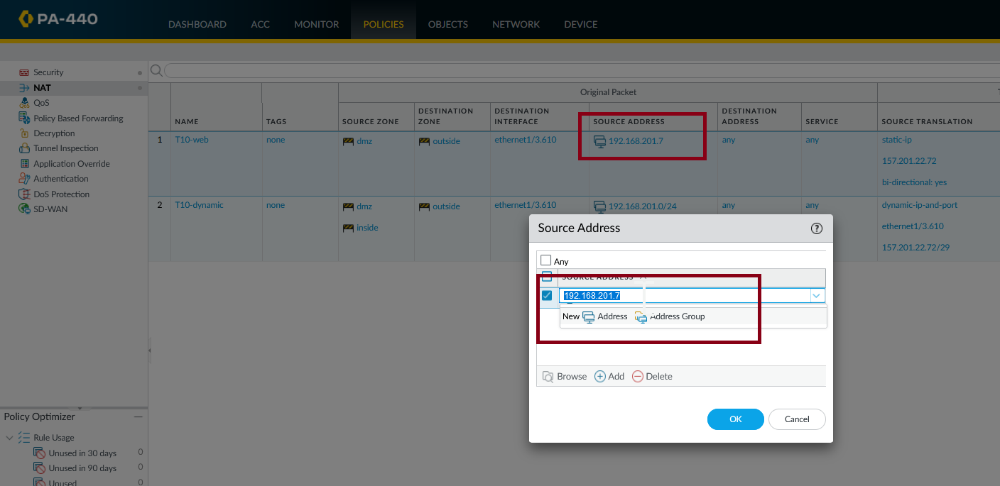 PA-440
DASHBOARD ACC MONITOR POLICIES OBJECTS NETWORK DEVICE
Security
NAT
QoS
Policy Based Forwarding
Decryption
Tunnel Inspection
Application Override
Authentication
DoS Protection
SD-WAN
Original Packet
NAME TAGS SOURCE ZONE DESTINATION ZONE DESTINATION INTERFACE SOURCE ADDRESS DESTINATION ADDRESS SERVICE SOURCE TRANSLATION
1 T10-web none dmz outside ethernet1/3.610 192.168.201.7 any any static-ip
157.201.22.72
bi-directional: yes
2 T10-dynamic none dmz outside ethernet1/3.610 192.168.201.0/24 any any dynamic-ip-and-port
inside ethernet1/3.610
157.201.22.72/29
Source Address
?
Any
SOURCE ADDRESS
192.168.201.7
New Address Address Group
Browse Add Delete
OK Cancel
Policy Optimizer
Rule Usage
Unused in 30 days 0
Unused in 90 days 0
Unused 0